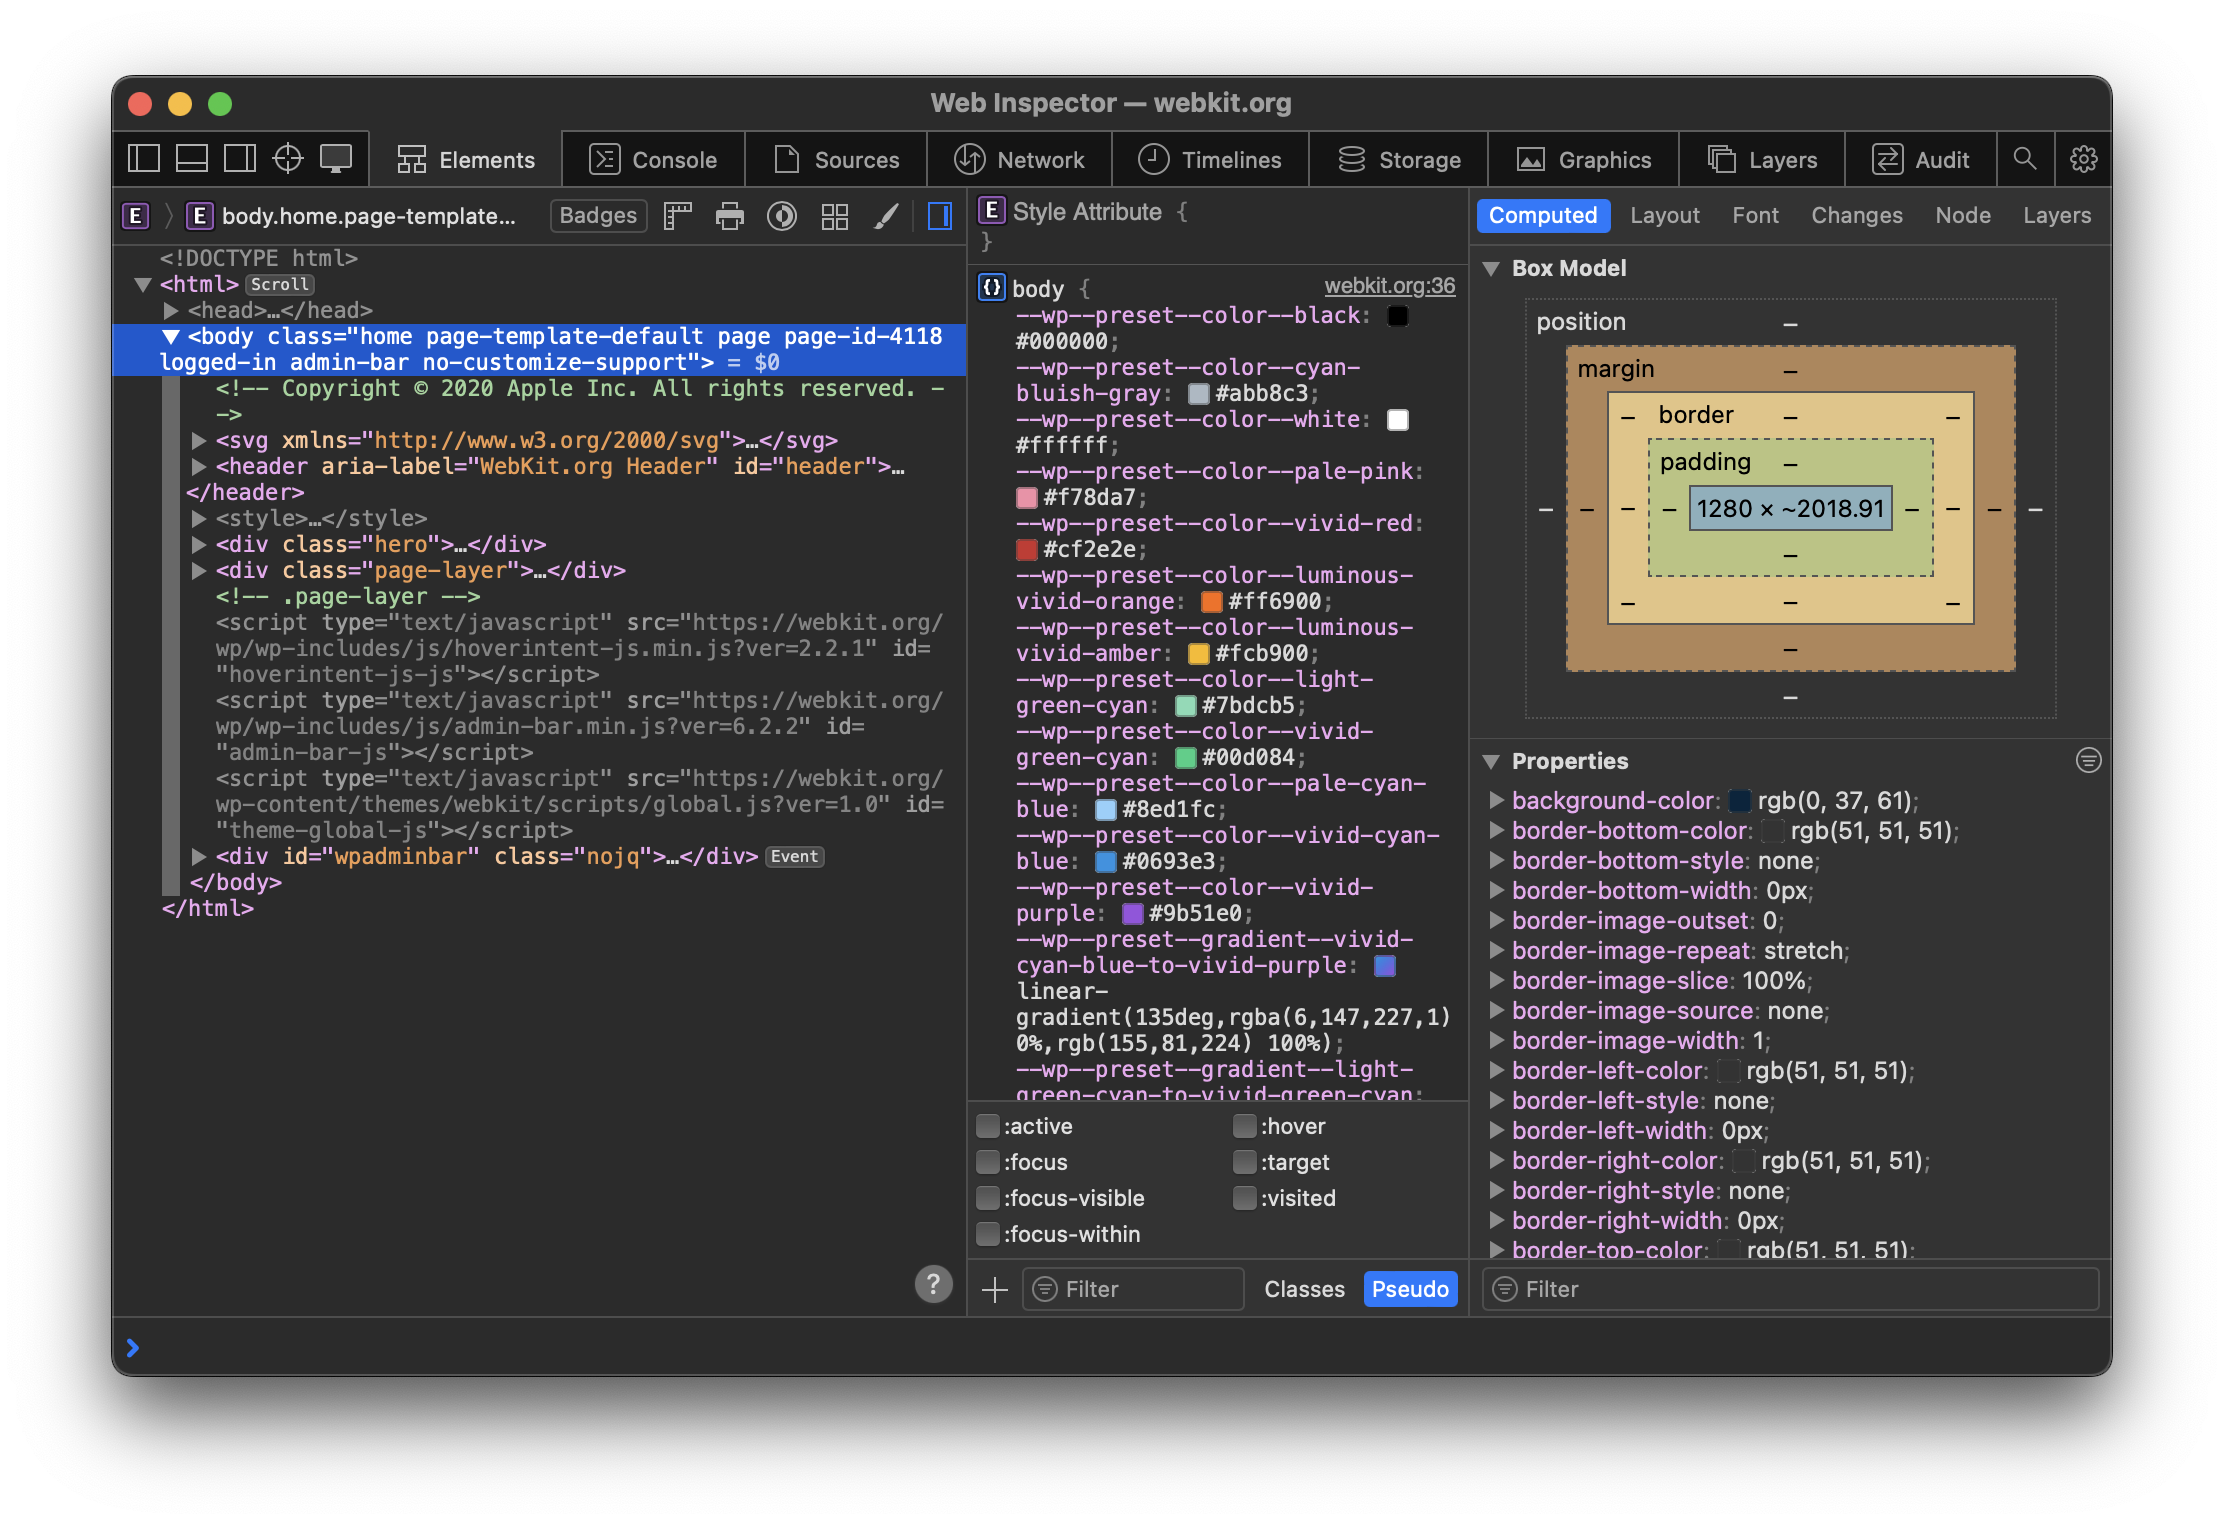 Web Inspector — webkit.org
Elements
Console
Sources
Network
Timelines
Storage
Graphics
Layers
Audit
E 〉 E body.home.page-template… Badges
<!DOCTYPE html>
<html> Scroll
<head>…</head>
<body class="home page-template-default page page-id-4118
logged-in admin-bar no-customize-support"> = $0
<!-- Copyright © 2020 Apple Inc. All rights reserved. -
->
<svg xmlns="http://www.w3.org/2000/svg">…</svg>
<header aria-label="WebKit.org Header" id="header">…
</header>
<style>…</style>
<div class="hero">…</div>
<div class="page-layer">…</div>
<!-- .page-layer -->
<script type="text/javascript" src="https://webkit.org/
wp/wp-includes/js/hoverintent-js.min.js?ver=2.2.1" id=
"hoverintent-js-js"></script>
<script type="text/javascript" src="https://webkit.org/
wp/wp-includes/js/admin-bar.min.js?ver=6.2.2" id=
"admin-bar-js"></script>
<script type="text/javascript" src="https://webkit.org/
wp-content/themes/webkit/scripts/global.js?ver=1.0" id=
"theme-global-js"></script>
<div id="wpadminbar" class="nojq">…</div> Event
</body>
</html>
?
E Style Attribute {
}
{} body { webkit.org:36
--wp--preset--color--black:
#000000;
--wp--preset--color--cyan-
bluish-gray: #abb8c3;
--wp--preset--color--white:
#ffffff;
--wp--preset--color--pale-pink:
#f78da7;
--wp--preset--color--vivid-red:
#cf2e2e;
--wp--preset--color--luminous-
vivid-orange: #ff6900;
--wp--preset--color--luminous-
vivid-amber: #fcb900;
--wp--preset--color--light-
green-cyan: #7bdcb5;
--wp--preset--color--vivid-
green-cyan: #00d084;
--wp--preset--color--pale-cyan-
blue: #8ed1fc;
--wp--preset--color--vivid-cyan-
blue: #0693e3;
--wp--preset--color--vivid-
purple: #9b51e0;
--wp--preset--gradient--vivid-
cyan-blue-to-vivid-purple:
linear-
gradient(135deg,rgba(6,147,227,1)
0%,rgb(155,81,224) 100%);
--wp--preset--gradient--light-
green-cyan-to-vivid-green-cyan:
:active :hover
:focus :target
:focus-visible :visited
:focus-within
+ Filter Classes Pseudo
Computed Layout Font Changes Node Layers
Box Model
position –
margin –
– border – –
padding –
– – – – 1280 × ~2018.91 – – – –
–
– – –
–
–
Properties
background-color: rgb(0, 37, 61);
border-bottom-color: rgb(51, 51, 51);
border-bottom-style: none;
border-bottom-width: 0px;
border-image-outset: 0;
border-image-repeat: stretch;
border-image-slice: 100%;
border-image-source: none;
border-image-width: 1;
border-left-color: rgb(51, 51, 51);
border-left-style: none;
border-left-width: 0px;
border-right-color: rgb(51, 51, 51);
border-right-style: none;
border-right-width: 0px;
border-top-color: rgb(51, 51, 51);
Filter